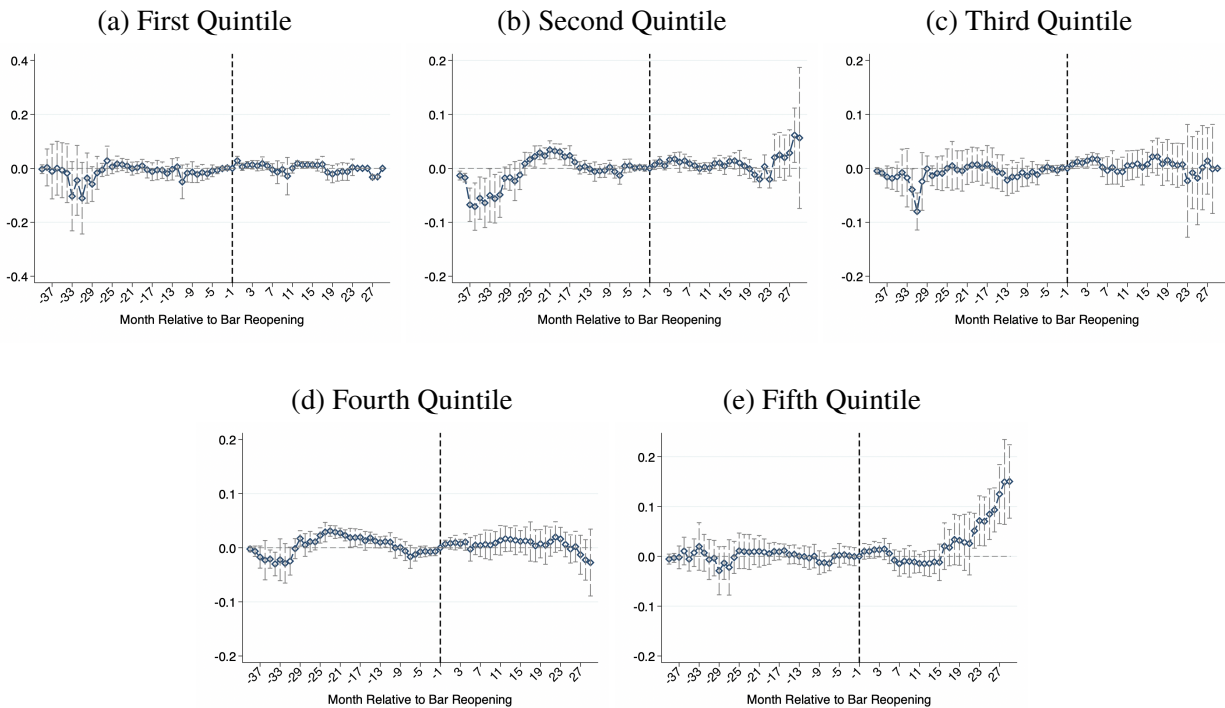 (a) First Quintile
0.4
0.2
0.0
-0.2
-0.4
-37 -33 -29 -25 -21 -17 -13 -9 -5 -1 3 7 11 15 19 23 27
Month Relative to Bar Reopening
(b) Second Quintile
0.2
0.1
0.0
-0.1
-0.2
-37 -33 -29 -25 -21 -17 -13 -9 -5 -1 3 7 11 15 19 23 27
Month Relative to Bar Reopening
(c) Third Quintile
0.2
0.1
0.0
-0.1
-0.2
-37 -33 -29 -25 -21 -17 -13 -9 -5 -1 3 7 11 15 19 23 27
Month Relative to Bar Reopening
(d) Fourth Quintile
0.2
0.1
0.0
-0.1
-0.2
-37 -33 -29 -25 -21 -17 -13 -9 -5 -1 3 7 11 15 19 23 27
Month Relative to Bar Reopening
(e) Fifth Quintile
0.2
0.1
0.0
-0.1
-0.2
-37 -33 -29 -25 -21 -17 -13 -9 -5 -1 3 7 11 15 19 23 27
Month Relative to Bar Reopening